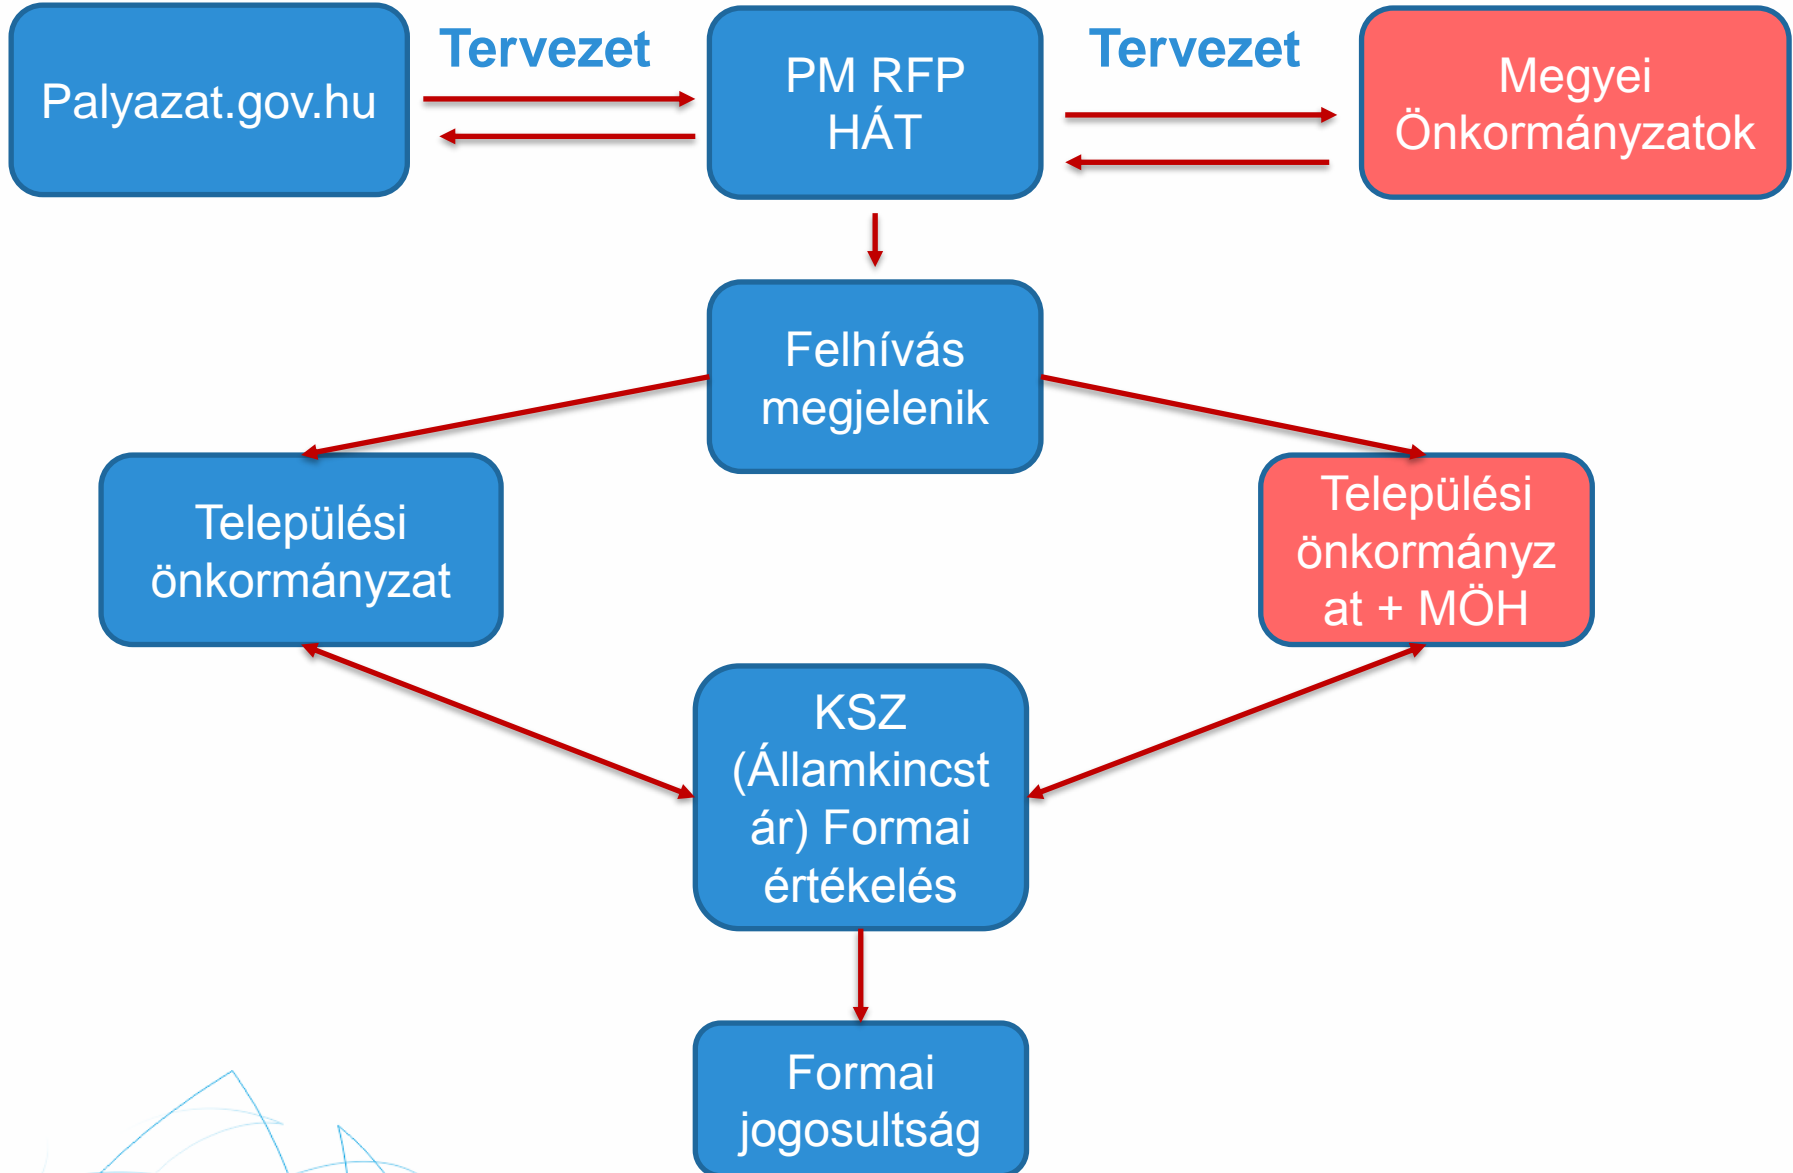 Palyazat.gov.hu
Tervezet
PM RFP
HÁT
Tervezet
Megyei
Önkormányzatok
Felhívás
megjelenik
Települési
önkormányzat
Települési
önkormányz
at + MÖH
KSZ
(Államkincst
ár) Formai
értékelés
Formai
jogosultság